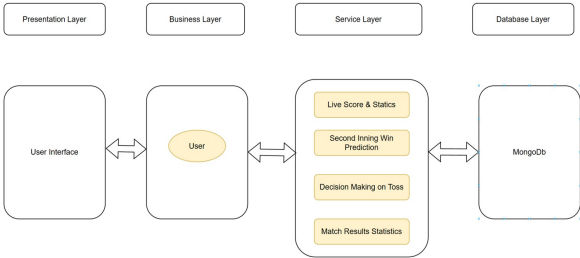 Presentation Layer
Business Layer
Service Layer
Database Layer
User Interface
User
Live Score & Statics
Second Inning Win
Prediction
Decision Making on Toss
Match Results Statistics
MongoDb